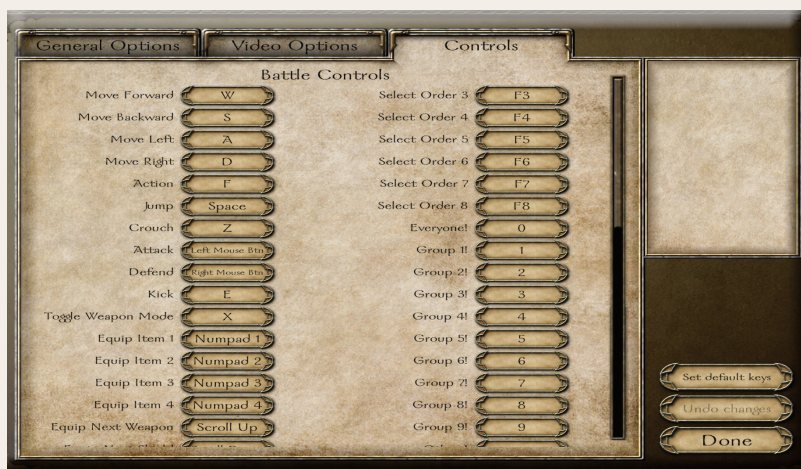 General Options
Video Options
Controls
Battle Controls
Move Forward W
Move Backward S
Move Left A
Move Right D
Action F
Jump Space
Crouch Z
Attack Left Mouse Btn
Defend Right Mouse Btn
Kick E
Toggle Weapon Mode X
Equip Item 1 Numpad 1
Equip Item 2 Numpad 2
Equip Item 3 Numpad 3
Equip Item 4 Numpad 4
Equip Next Weapon Scroll Up
Select Order 3 F3
Select Order 4 F4
Select Order 5 F5
Select Order 6 F6
Select Order 7 F7
Select Order 8 F8
Everyone! 0
Group 1! 1
Group 2! 2
Group 3! 3
Group 4! 4
Group 5! 5
Group 6! 6
Group 7! 7
Group 8! 8
Group 9! 9
Set default keys
Undo changes
Done